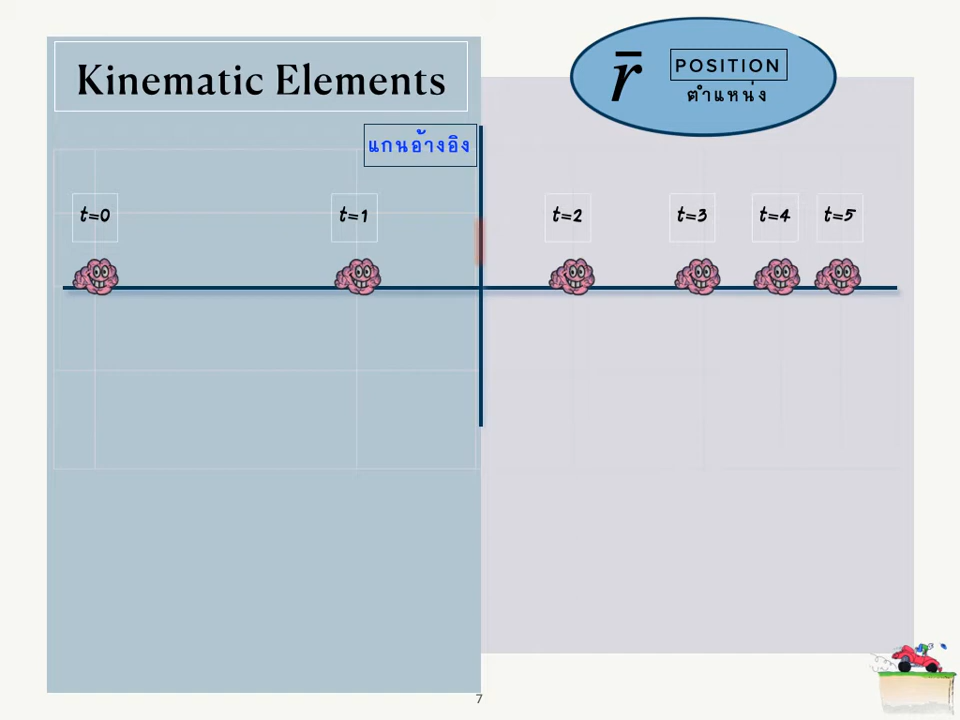 Kinematic Elements
r̄
POSITION
ตำแหน่ง
แกนอ้างอิง
t=0
t=1
t=2
t=3
t=4
t=5
7